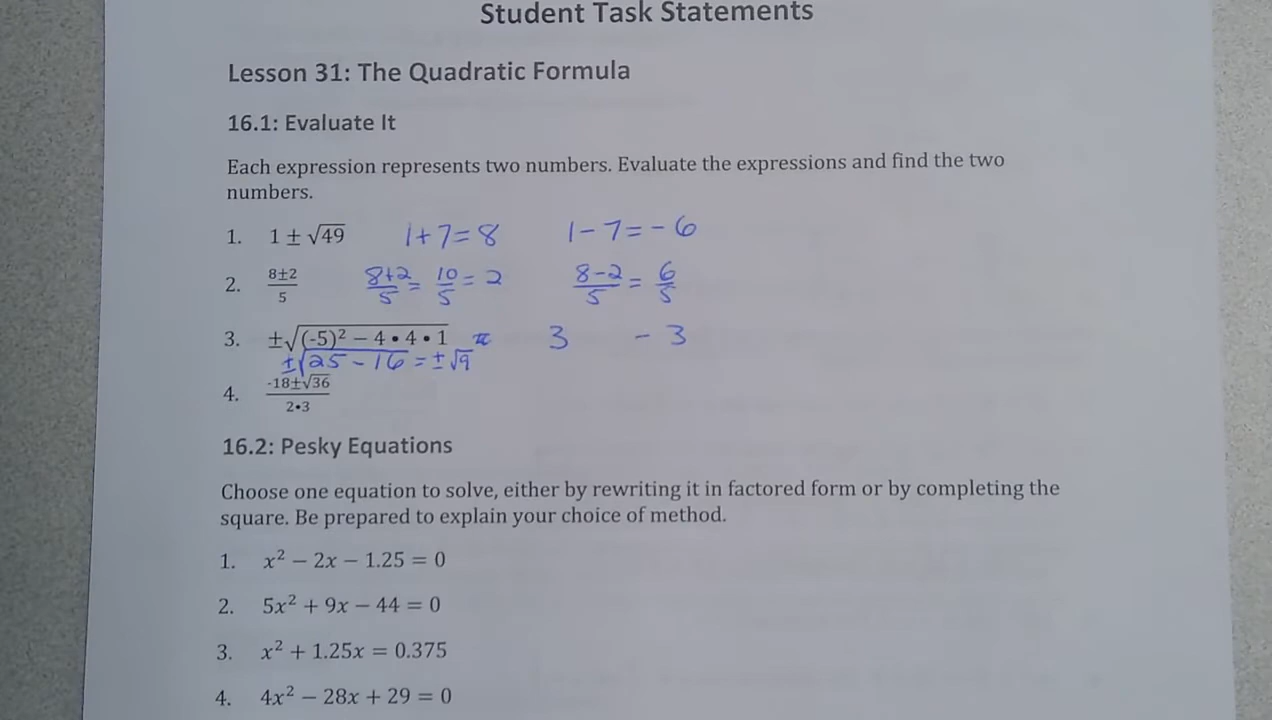 Student Task Statements
Lesson 31: The Quadratic Formula
16.1: Evaluate It
Each expression represents two numbers. Evaluate the expressions and find the two
numbers.
1. 1 ± √49 1+7=8 1-7=-6
2. (8±2)/5 (8+2)/5 = 10/5 = 2 (8-2)/5 = 6/5
3. ±√((-5)² − 4 • 4 • 1) 3 -3
±√(25-16) = ±√9
4. (-18±√36)/(2•3)
16.2: Pesky Equations
Choose one equation to solve, either by rewriting it in factored form or by completing the
square. Be prepared to explain your choice of method.
1. x² − 2x − 1.25 = 0
2. 5x² + 9x − 44 = 0
3. x² + 1.25x = 0.375
4. 4x² − 28x + 29 = 0